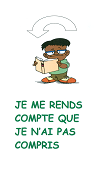 JE ME RENDS
COMPTE QUE
JE N'AI PAS
COMPRIS